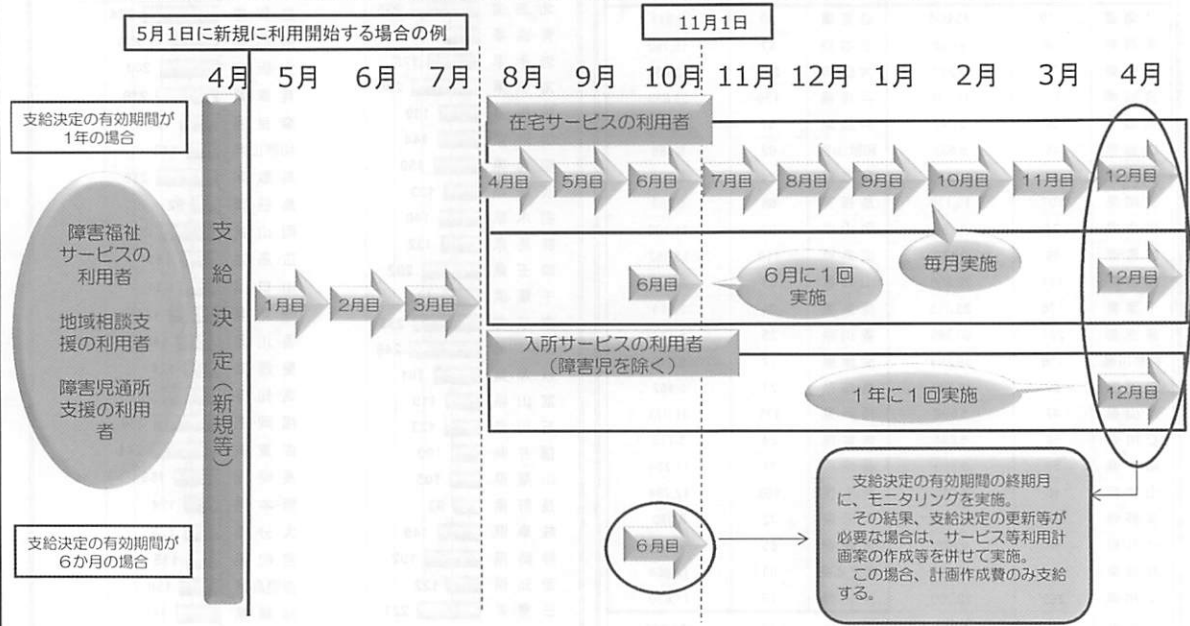 5月1日に新規に利用開始する場合の例
11月1日
4月 5月 6月 7月 8月 9月 10月 11月 12月 1月 2月 3月 4月
支給決定の有効期間が
1年の場合
在宅サービスの利用者
4月目 5月目 6月目 7月目 8月目 9月目 10月目 11月目 12月目
障害福祉
サービスの
利用者
地域相談支
援の利用者
障害児通所
支援の利用
者
支給決定(新規等)
1月目 2月目 3月目
毎月実施
6月目
6月に1回
実施
12月目
入所サービスの利用者
(障害児を除く)
1年に1回実施
12月目
支給決定の有効期間が
6か月の場合
6月目
支給決定の有効期間の終期月
に、モニタリングを実施。
その結果、支給決定の更新等が
必要な場合は、サービス等利用計
画案の作成等を併せて実施。
この場合、計画作成費のみ支給
する。